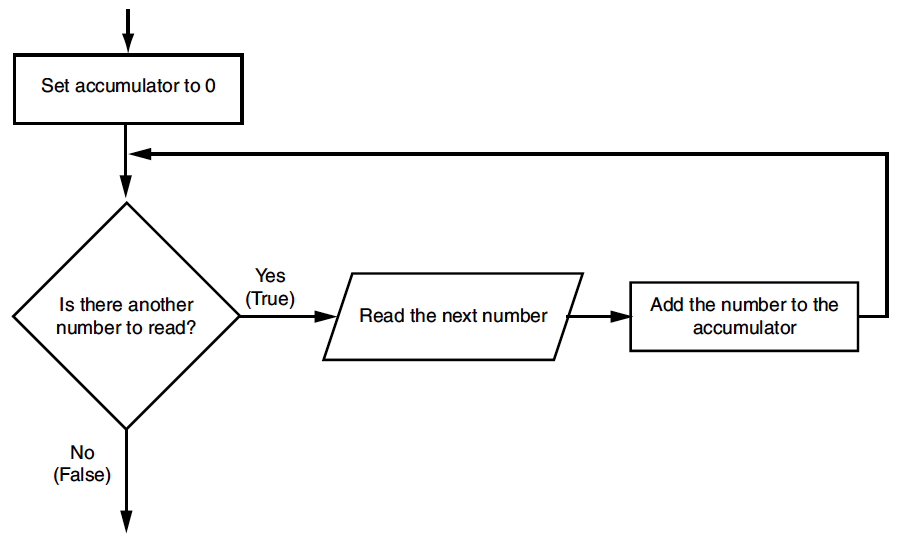 Set accumulator to 0
Is there another
number to read?
Yes
(True)
Read the next number
Add the number to the
accumulator
No
(False)